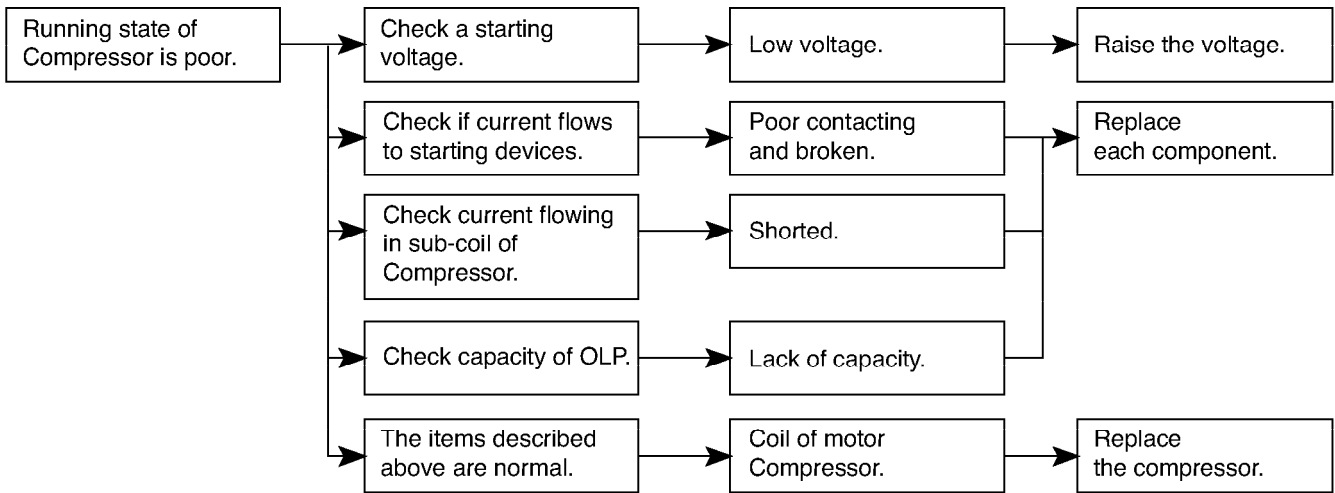 Running state of
Compressor is poor.
Check a starting
voltage.
Low voltage.
Raise the voltage.
Check if current flows
to starting devices.
Poor contacting
and broken.
Replace
each component.
Check current flowing
in sub-coil of
Compressor.
Shorted.
Check capacity of OLP.
Lack of capacity.
The items described
above are normal.
Coil of motor
Compressor.
Replace
the compressor.